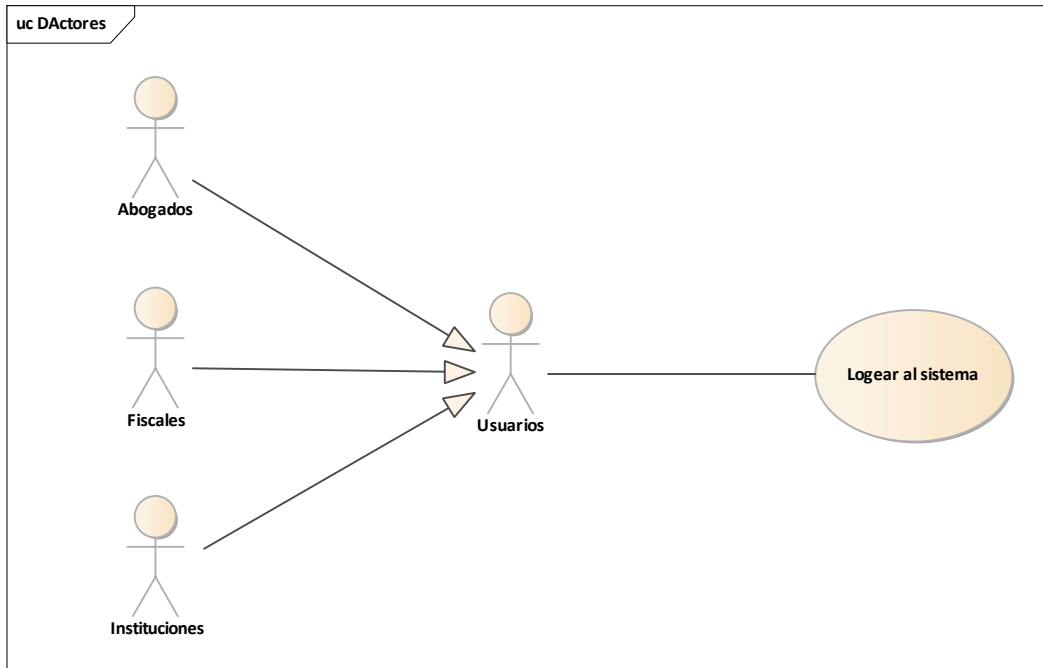 uc DActores
Abogados
Fiscales
Usuarios
Logear al sistema
Instituciones